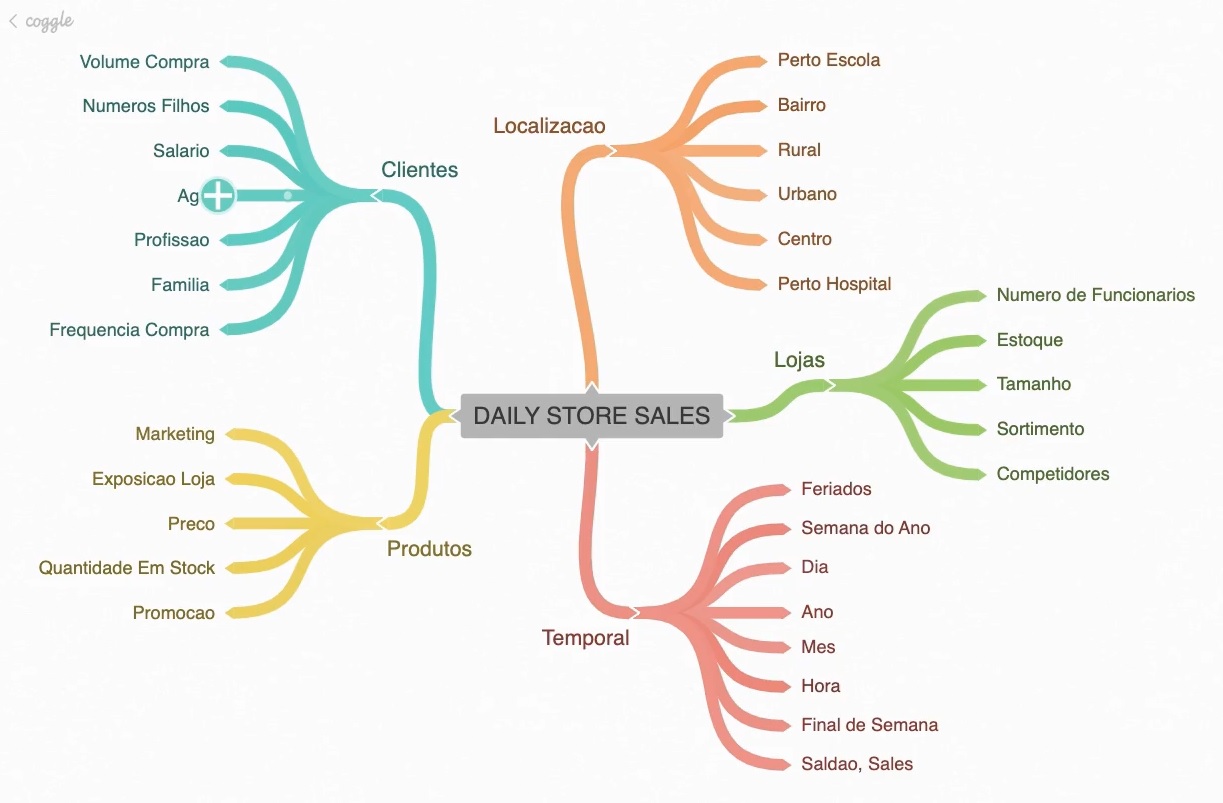 coggle
Volume Compra
Numeros Filhos
Salario
Ag
Profissao
Familia
Frequencia Compra
Clientes
Marketing
Exposicao Loja
Preco
Quantidade Em Stock
Promocao
Produtos
DAILY STORE SALES
Localizacao
Perto Escola
Bairro
Rural
Urbano
Centro
Perto Hospital
Lojas
Numero de Funcionarios
Estoque
Tamanho
Sortimento
Competidores
Temporal
Feriados
Semana do Ano
Dia
Ano
Mes
Hora
Final de Semana
Saldao, Sales